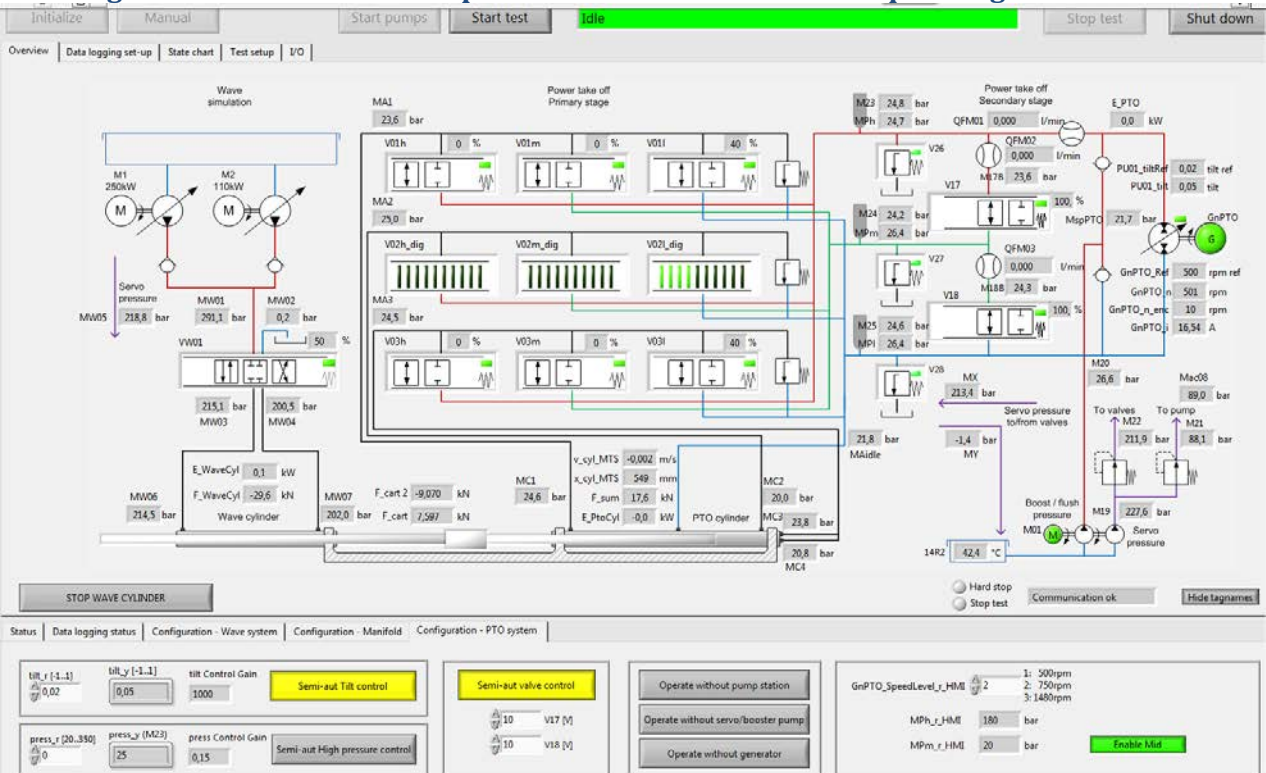 Initialize Manual Start pumps Start test Idle Stop test Shut down
Overview Data logging set-up State chart Test setup I/O
Wave
simulation
Power take off
Primary stage
Power take off
Secondary stage
M1
250kW
M
M2
110kW
M
Servo
pressure
MW05 218,8 bar
MW01
291,1 bar
MW02
0,2 bar
50 %
VW01
215,1 bar
MW03
200,5 bar
MW04
E_WaveCyl 0,1 kW
F_WaveCyl -29,6 kN
Wave cylinder
MW06
214,5 bar
MW07
202,0 bar
F_cart 2 -9,070 kN
F_cart 7,597 kN
MA1
23,6 bar
V01h 0 %
V01m 0 %
V01l 40 %
MA2
25,0 bar
V02h_dig
V02m_dig
V02l_dig
MA3
24,5 bar
V03h 0 %
V03m 0 %
V03l 40 %
v_cyl_MTS -0,002 m/s
x_cyl_MTS 549 mm
F_sum 17,6 kN
E_PtoCyl -0,0 kW
PTO cylinder
MC1
24,6 bar
MC2
20,0 bar
MC3 23,8 bar
20,8 bar
MC4
M23 24,8 bar
MPh 24,7 bar
V26
M24 24,2 bar
MPm 26,4 bar
V27
M25 24,6 bar
MPl 26,4 bar
V28
21,8 bar
MAidle
QFM01 0,000 l/min
QFM02
0,000 l/min
M17B 23,6 bar
V17
100, %
QFM03
0,000 l/min
M18B 24,3 bar
V18
100, %
E_PTO
0,0 kW
PU01_tiltRef 0,02 tilt ref
PU01_tilt 0,05 tilt
MspPTO 21,7 bar
GnPTO
G
GnPTO_Ref 500 rpm ref
GnPTO_n 501 rpm
GnPTO_n_enc 10 rpm
GnPTO_i 16,54 A
M20
26,6 bar
Mac08
89,0 bar
MX
213,4 bar
Servo pressure
to/from valves
-1,4 bar
MY
To valves
M22
211,9 bar
To pump
M21
88,1 bar
Boost / flush
pressure
M01 M
M19 227,6 bar
Servo
pressure
14R2 42,4 °C
STOP WAVE CYLINDER
Hard stop
Stop test
Communication ok
Hide tagnames
Status Data logging status Configuration - Wave system Configuration - Manifold Configuration - PTO system
tilt_r [-1..1]
0,02
tilt_y [-1..1]
0,05
tilt Control Gain
1000
Semi-aut Tilt control
press_r [20..350]
0
press_y (M23)
25
press Control Gain
0,15
Semi-aut High pressure control
Semi-aut valve control
10 V17 [V]
10 V18 [V]
Operate without pump station
Operate without servo/booster pump
Operate without generator
GnPTO_SpeedLevel_r_HMI 2
1: 500rpm
2: 750rpm
3: 1480rpm
MPh_r_HMI 180 bar
MPm_r_HMI 20 bar
Enable Mid